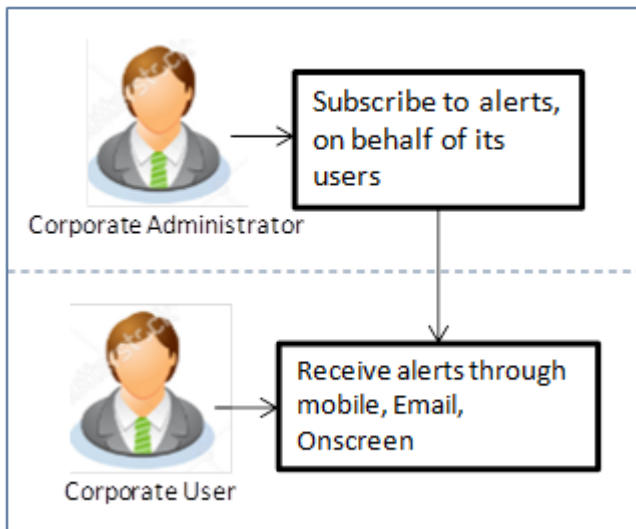 Subscribe to alerts,
on behalf of its
users
Corporate Administrator
Receive alerts through
mobile, Email,
Onscreen
Corporate User